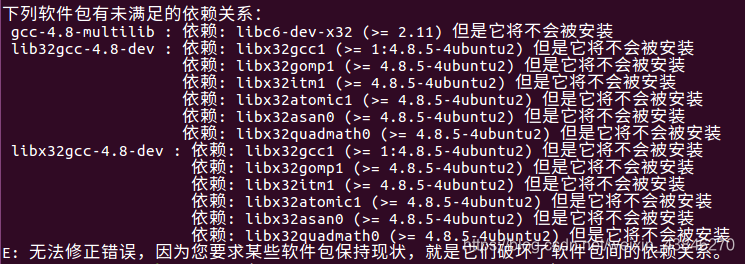 下列软件包有未满足的依赖关系：
gcc-4.8-multilib : 依赖: libc6-dev-x32 (>= 2.11) 但是它将不会被安装
lib32gcc-4.8-dev : 依赖: libx32gcc1 (>= 1:4.8.5-4ubuntu2) 但是它将不会被安装
依赖: libx32gomp1 (>= 4.8.5-4ubuntu2) 但是它将不会被安装
依赖: libx32itm1 (>= 4.8.5-4ubuntu2) 但是它将不会被安装
依赖: libx32atomic1 (>= 4.8.5-4ubuntu2) 但是它将不会被安装
依赖: libx32asan0 (>= 4.8.5-4ubuntu2) 但是它将不会被安装
依赖: libx32quadmath0 (>= 4.8.5-4ubuntu2) 但是它将不会被安装
libx32gcc-4.8-dev : 依赖: libx32gcc1 (>= 1:4.8.5-4ubuntu2) 但是它将不会被安装
依赖: libx32gomp1 (>= 4.8.5-4ubuntu2) 但是它将不会被安装
依赖: libx32itm1 (>= 4.8.5-4ubuntu2) 但是它将不会被安装
依赖: libx32atomic1 (>= 4.8.5-4ubuntu2) 但是它将不会被安装
依赖: libx32asan0 (>= 4.8.5-4ubuntu2) 但是它将不会被安装
依赖: libx32quadmath0 (>= 4.8.5-4ubuntu2) 但是它将不会被安装
E: 无法修正错误，因为您要求某些软件包保持现状，就是它们破坏了软件包间的依赖关系。